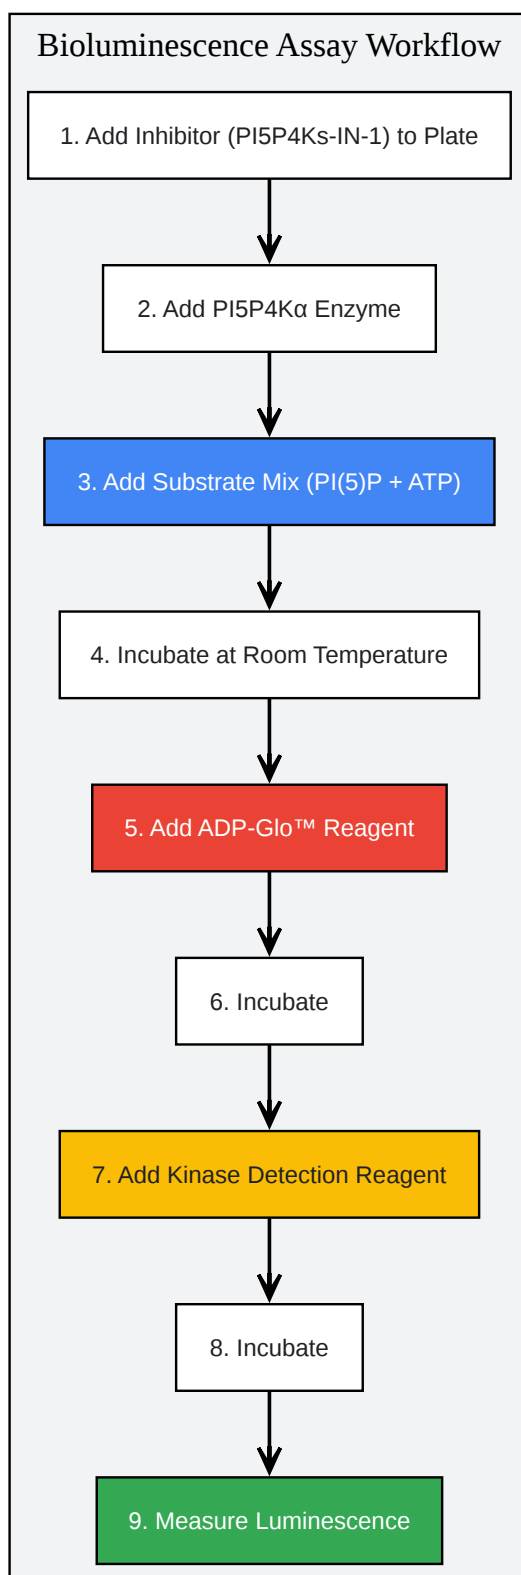 Bioluminescence Assay Workflow
1. Add Inhibitor (PI5P4Ks-IN-1) to Plate
2. Add PI5P4Kα Enzyme
3. Add Substrate Mix (PI(5)P + ATP)
4. Incubate at Room Temperature
5. Add ADP-Glo™ Reagent
6. Incubate
7. Add Kinase Detection Reagent
8. Incubate
9. Measure Luminescence